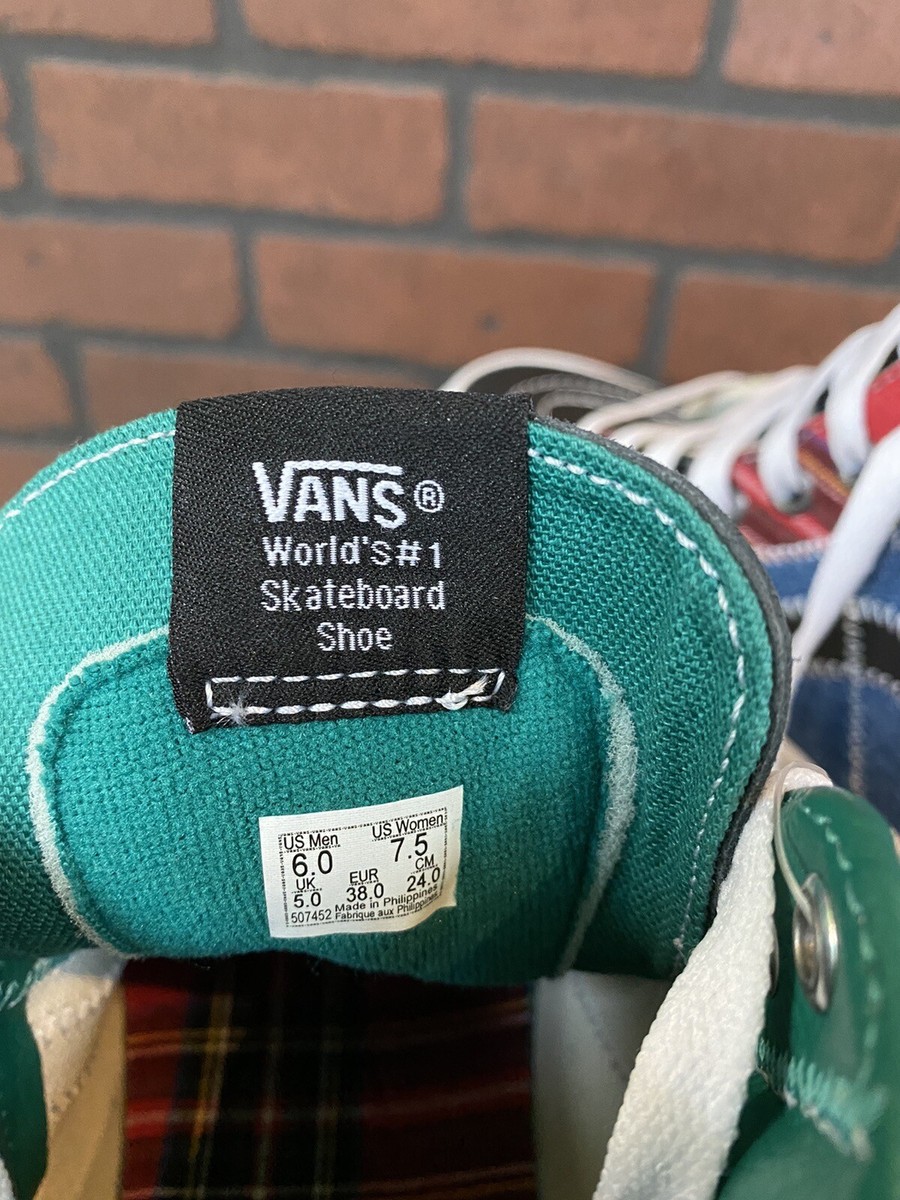 VANS®
World's#1
Skateboard
Shoe
US Men US Women
6.0 7.5
UK EUR CM
5.0 38.0 24.0
Made in Philippines
507452 Fabrique aux Philippines